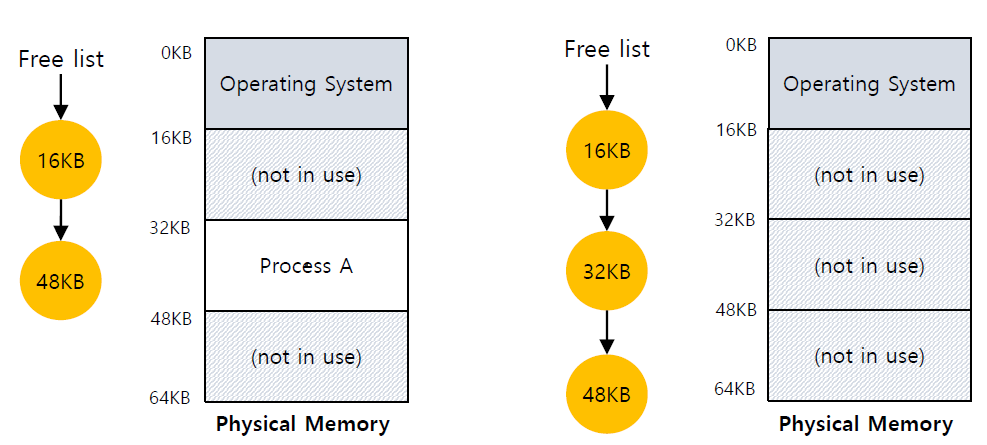 Free list
16KB
48KB
0KB
16KB
32KB
48KB
64KB
Operating System
(not in use)
Process A
(not in use)
Physical Memory
Free list
16KB
32KB
48KB
0KB
16KB
32KB
48KB
64KB
Operating System
(not in use)
(not in use)
(not in use)
Physical Memory